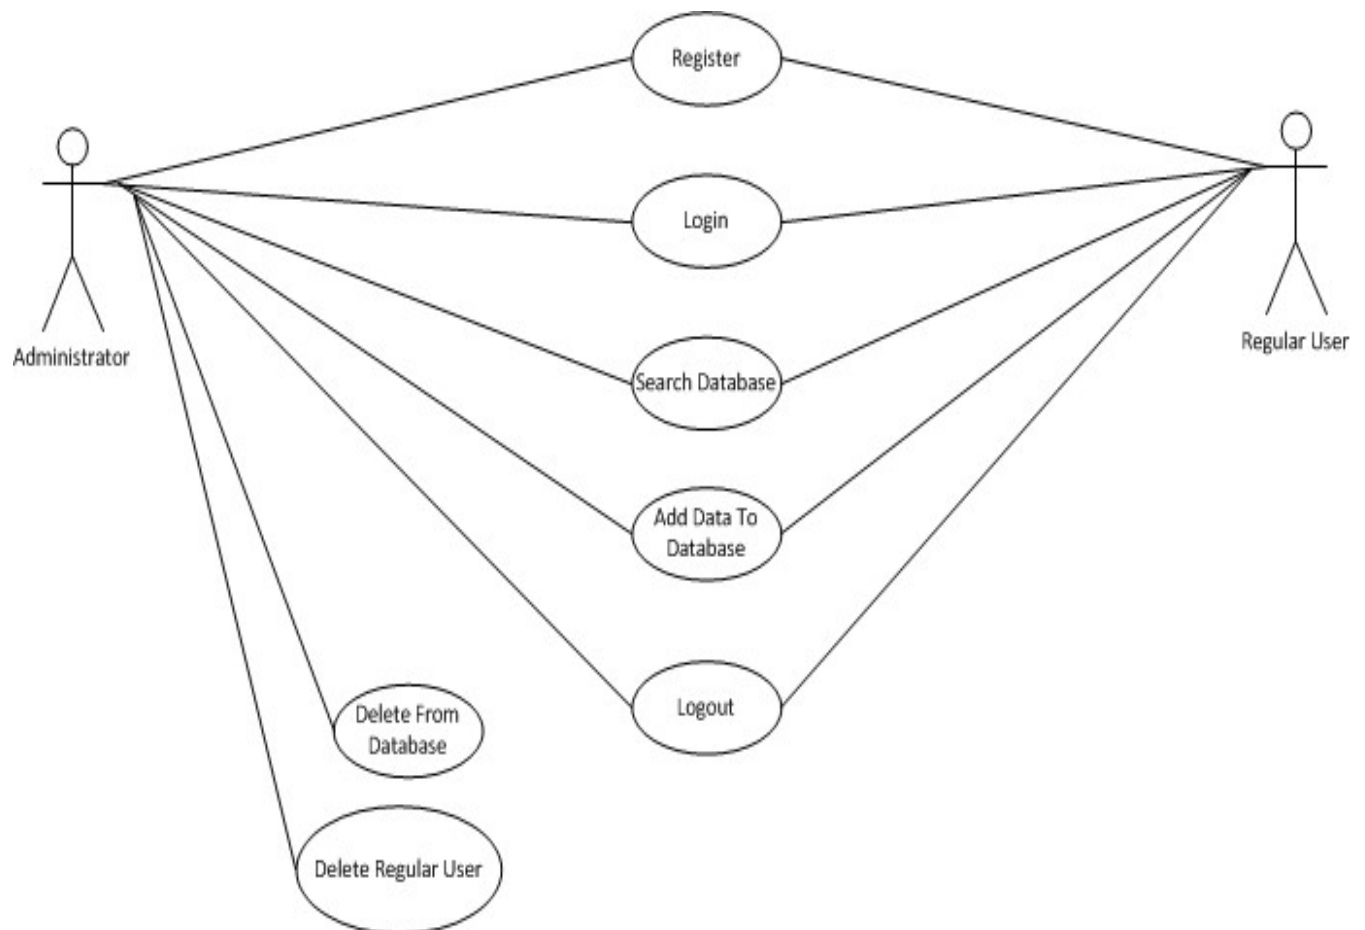 Register
Login
Administrator
Regular User
Search Database
Add Data To
Database
Logout
Delete From
Database
Delete Regular User